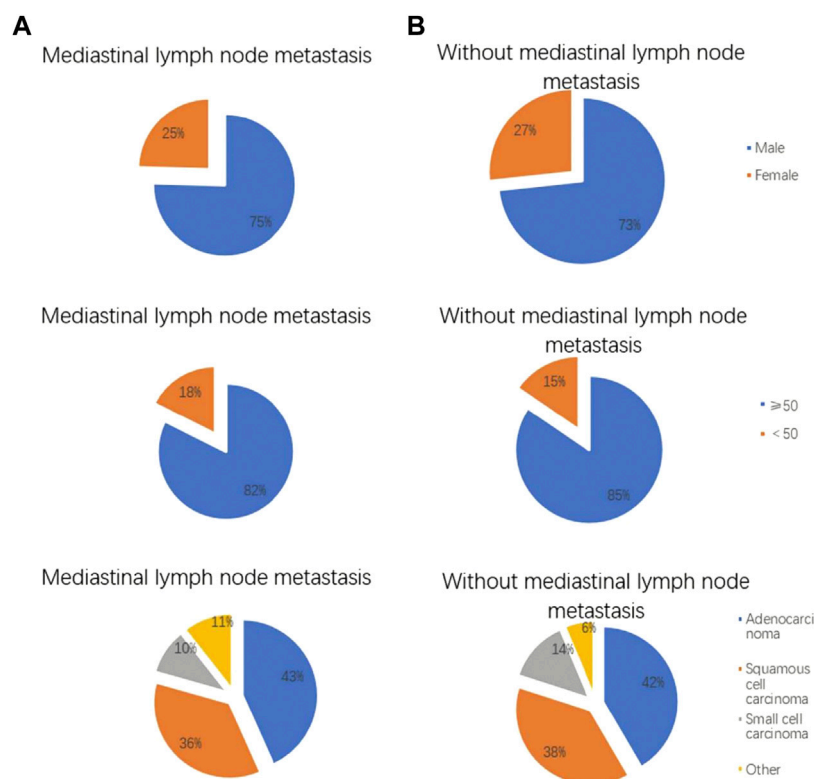 A
B
Mediastinal lymph node metastasis
Without mediastinal lymph node
metastasis
25%
75%
27%
73%
Male
Female
Mediastinal lymph node metastasis
Without mediastinal lymph node
metastasis
18%
82%
15%
85%
≥50
<50
Mediastinal lymph node metastasis
Without mediastinal lymph node
metastasis
11%
10%
43%
36%
6%
14%
42%
38%
Adenocarci
noma
Squamous
cell
carcinoma
Small cell
carcinoma
Other